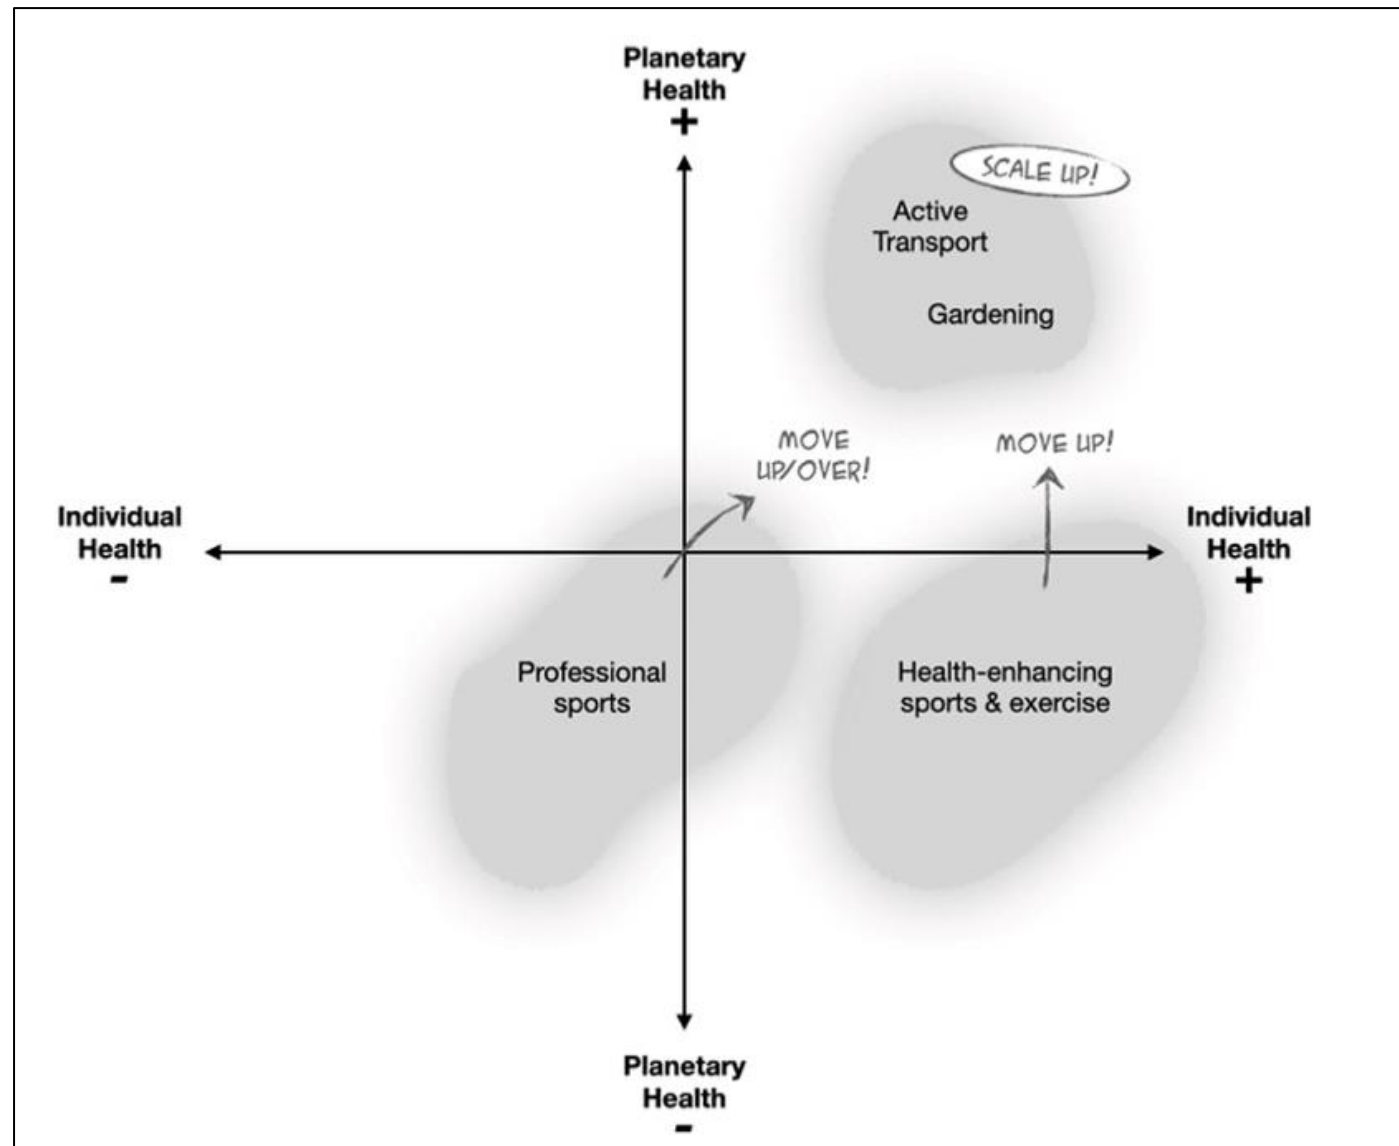 Planetary
Health
+
SCALE UP!
Active
Transport
Gardening
MOVE
UP/OVER!
MOVE UP!
Individual
Health
-
Individual
Health
+
Professional
sports
Health-enhancing
sports & exercise
Planetary
Health
-